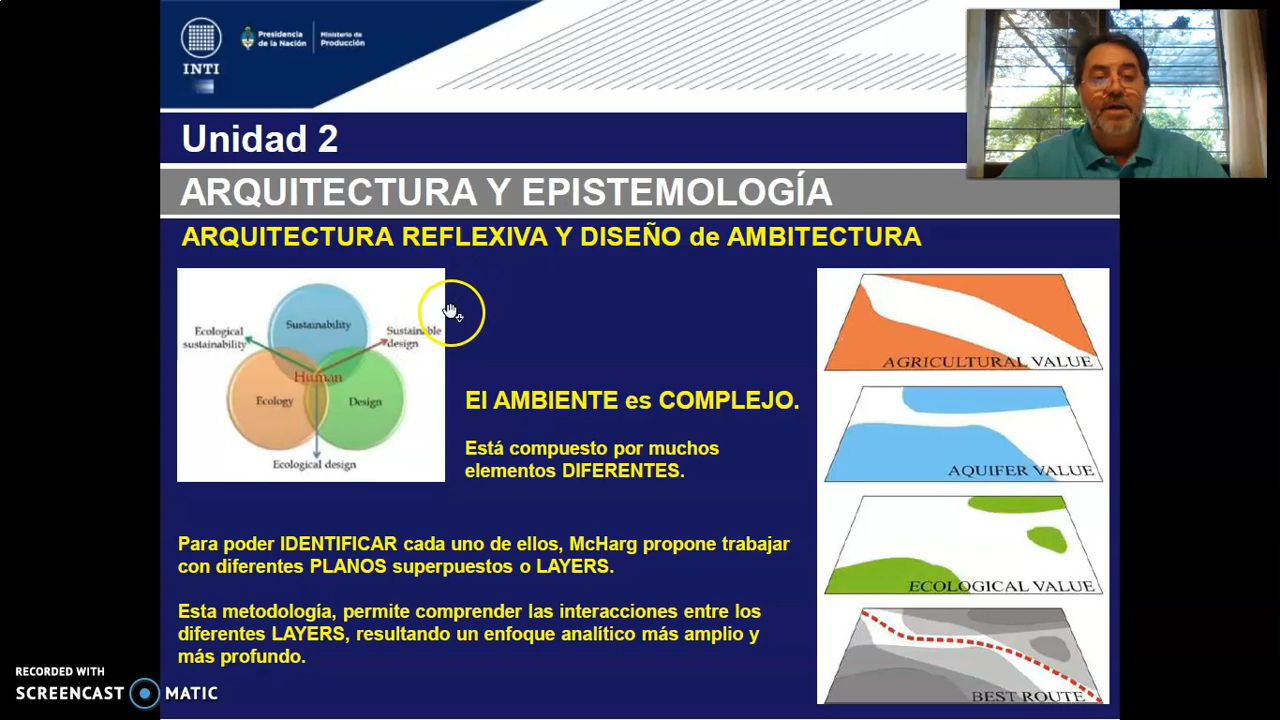 INTI
Presidencia
de la Nación
Ministerio de
Producción
Unidad 2
ARQUITECTURA Y EPISTEMOLOGÍA
ARQUITECTURA REFLEXIVA Y DISEÑO de AMBITECTURA
Sustainability
Ecological
sustainability
Sustainable
design
Human
Ecology
Design
Ecological design
El AMBIENTE es COMPLEJO.
Está compuesto por muchos
elementos DIFERENTES.
Para poder IDENTIFICAR cada uno de ellos, McHarg propone trabajar
con diferentes PLANOS superpuestos o LAYERS.
Esta metodología, permite comprender las interacciones entre los
diferentes LAYERS, resultando un enfoque analítico más amplio y
más profundo.
AGRICULTURAL VALUE
AQUIFER VALUE
ECOLOGICAL VALUE
BEST ROUTE
RECORDED WITH
SCREENCAST MATIC